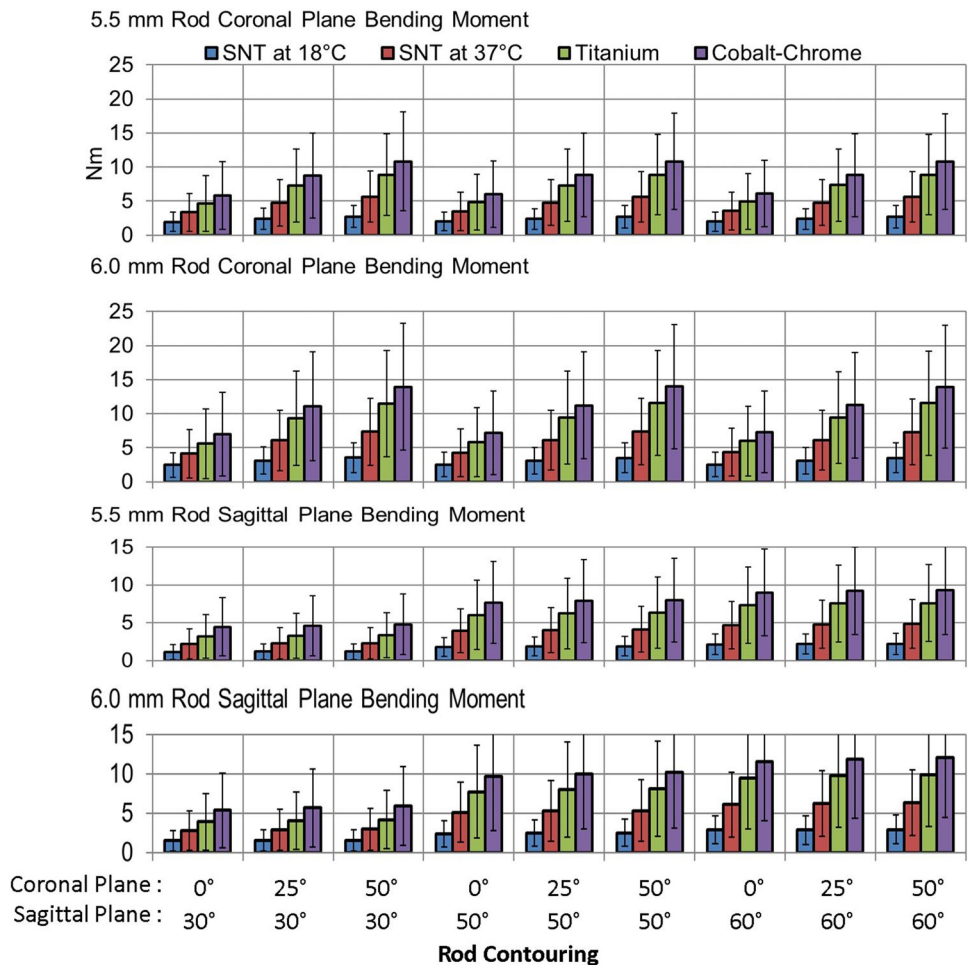 5.5 mm Rod Coronal Plane Bending Moment
SNT at 18°C SNT at 37°C Titanium Cobalt-Chrome
25
20
15
10
5
0
Nm
6.0 mm Rod Coronal Plane Bending Moment
25
20
15
10
5
0
5.5 mm Rod Sagittal Plane Bending Moment
15
10
5
0
6.0 mm Rod Sagittal Plane Bending Moment
15
10
5
0
Coronal Plane : 0° 25° 50° 0° 25° 50° 0° 25° 50°
Sagittal Plane : 30° 30° 30° 50° 50° 50° 60° 60° 60°
Rod Contouring